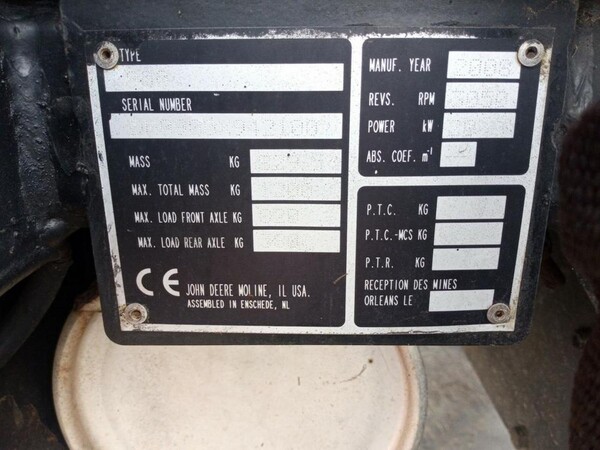 TYPE
SERIAL NUMBER
MASS KG
MAX. TOTAL MASS KG
MAX. LOAD FRONT AXLE KG
MAX. LOAD REAR AXLE KG
CE JOHN DEERE MOLINE, IL USA.
ASSEMBLED IN ENSCHEDE, NL
MANUF. YEAR 2008
REVS. RPM 3050
POWER kW
ABS. COEF. m-1
P.T.C. KG
P.T.C.-MCS KG
P.T.R. KG
RECEPTION DES MINES
ORLEANS LE